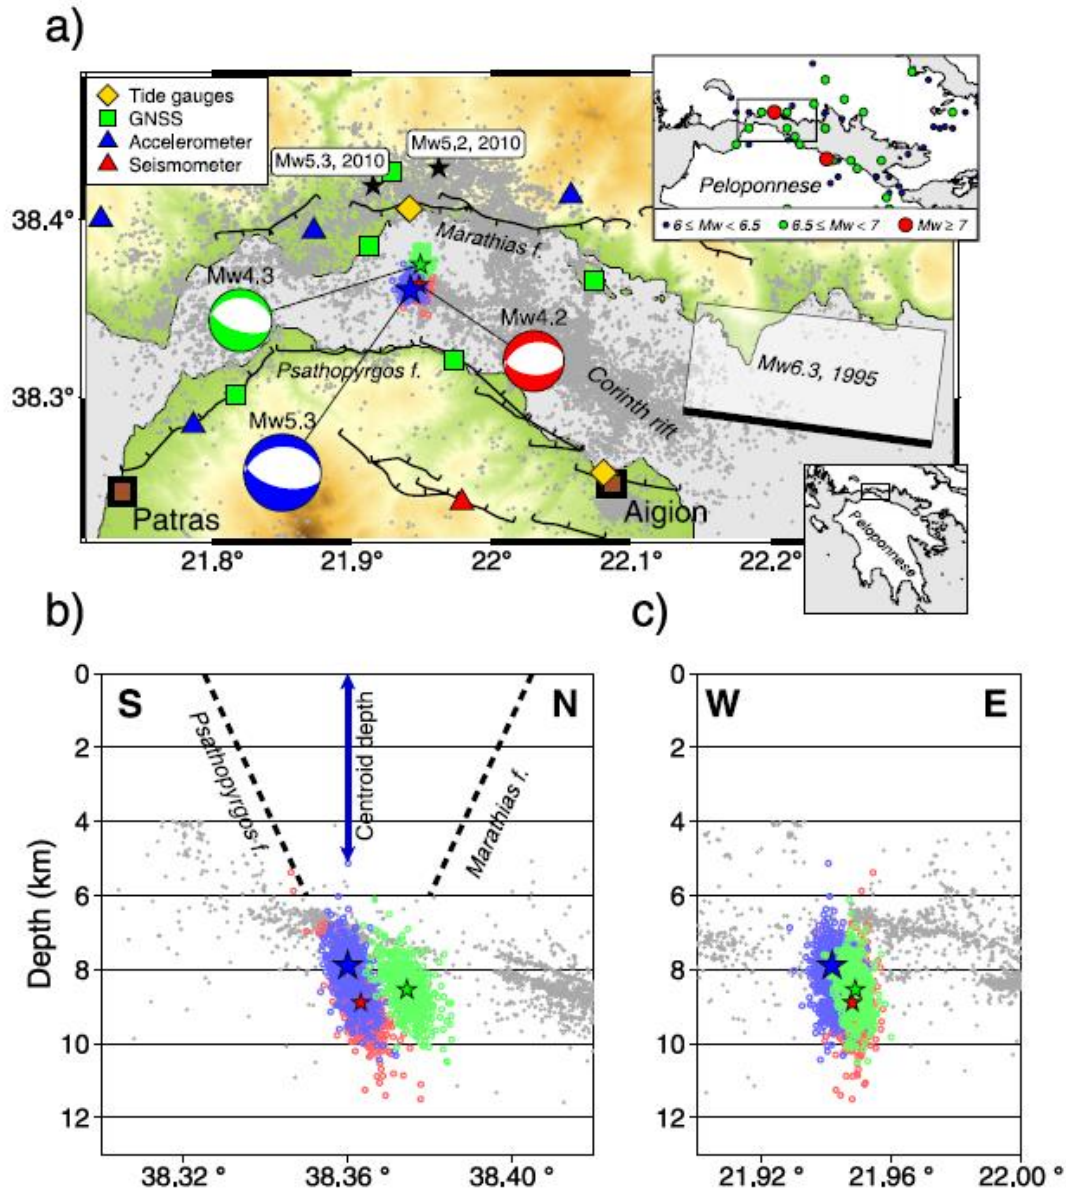 a)
Tide gauges
GNSS
Accelerometer
Seismometer
Mw5.3, 2010
Mw5,2, 2010
Peloponnese
6 ≤ Mw < 6.5
6.5 ≤ Mw < 7
Mw ≥ 7
38.4°
38.3°
Marathias f.
Mw4.3
Mw4.2
Psathopyrgos f.
Mw6.3, 1995
Corinth rift
Mw5.3
Patras
Aigion
Peloponnese
21.8°
21.9°
22°
22.1°
22.2°
b)
c)
S
N
W
E
Psathopyrgos f.
Centroid depth
Marathias f.
Depth (km)
0
2
4
6
8
10
12
0
2
4
6
8
10
12
38.32 °
38.36 °
38.40 °
21.92 °
21.96 °
22.00 °